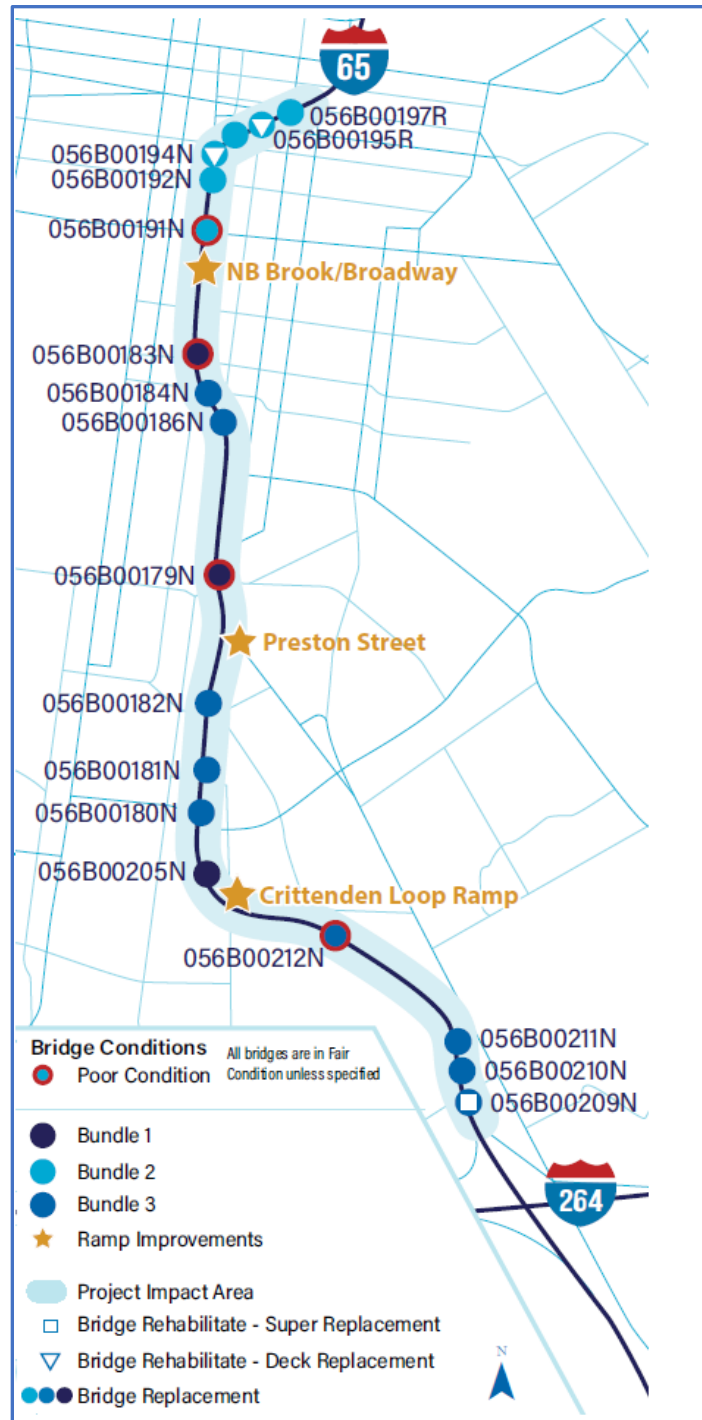 65
056B00197R
056B00195R
056B00194N
056B00192N
056B00191N
NB Brook/Broadway
056B00183N
056B00184N
056B00186N
056B00179N
Preston Street
056B00182N
056B00181N
056B00180N
056B00205N
Crittenden Loop Ramp
056B00212N
056B00211N
056B00210N
056B00209N
264
Bridge Conditions
All bridges are in Fair
Condition unless specified
Poor Condition
Bundle 1
Bundle 2
Bundle 3
Ramp Improvements
Project Impact Area
Bridge Rehabilitate - Super Replacement
Bridge Rehabilitate - Deck Replacement
Bridge Replacement
N